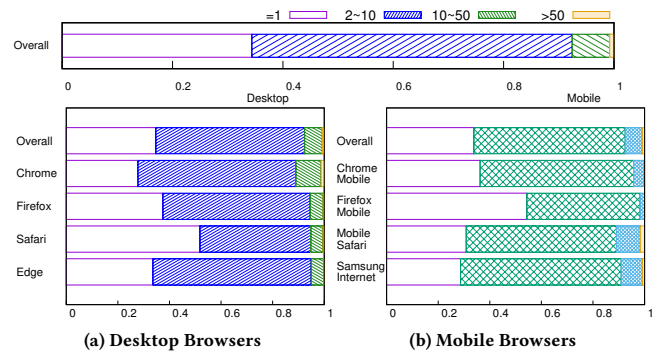 =1 2~10 10~50 >50
Overall
0 0.2 0.4 0.6 0.8 1
Desktop Mobile
Overall
Chrome
Firefox
Safari
Edge
0 0.2 0.4 0.6 0.8 1
Overall
Chrome
Mobile
Firefox
Mobile
Mobile
Safari
Samsung
Internet
0 0.2 0.4 0.6 0.8 1
(a) Desktop Browsers
(b) Mobile Browsers